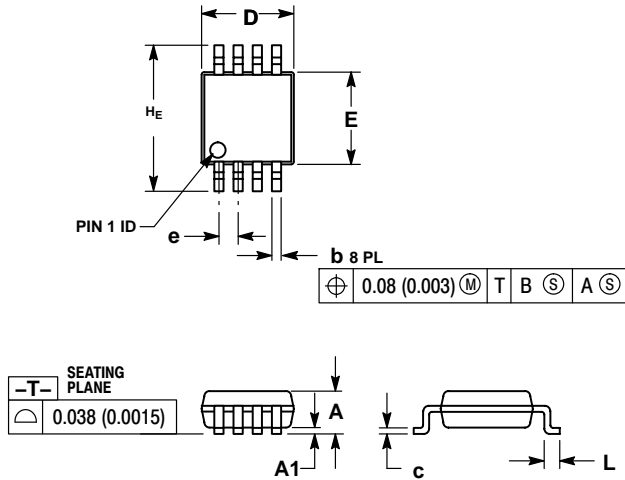 D
HE
E
PIN 1 ID
e
b 8 PL
0.08 (0.003) Ⓜ T B Ⓢ A Ⓢ
SEATING
–T– PLANE
0.038 (0.0015)
A
A1
c
L